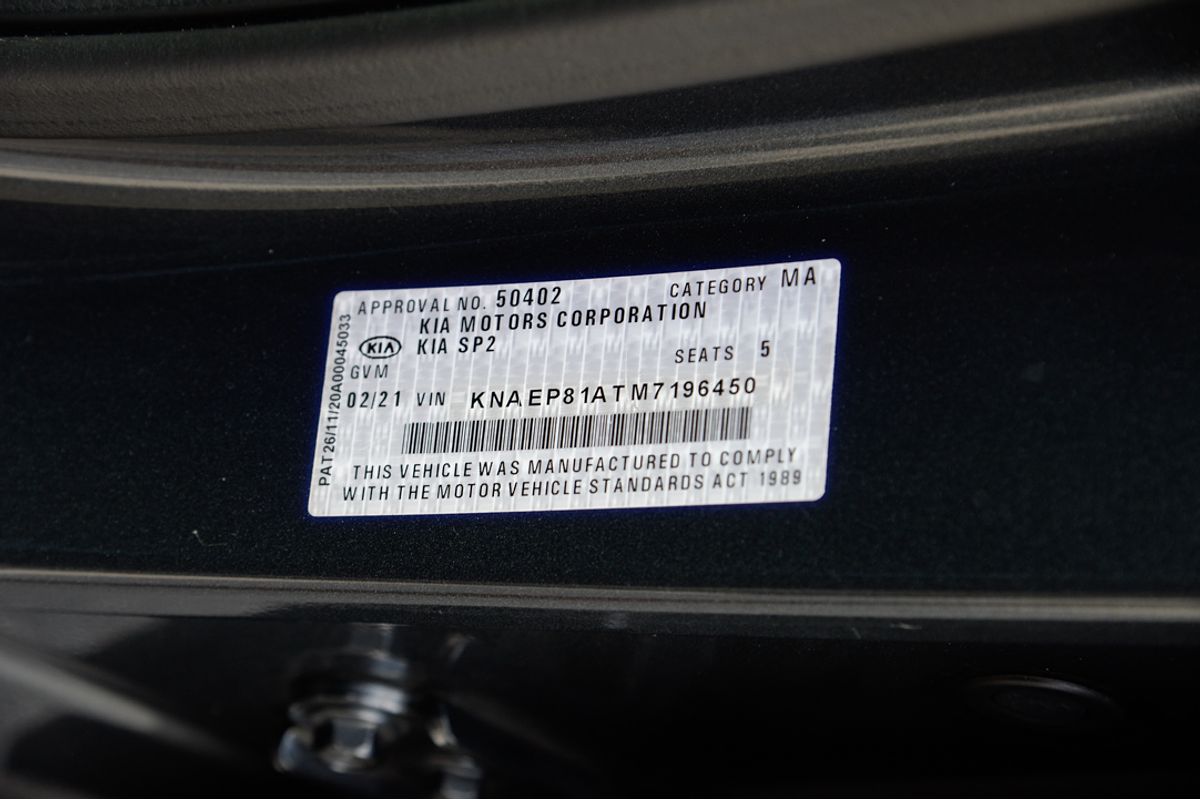 APPROVAL NO. 50402 CATEGORY MA
KIA MOTORS CORPORATION
KIA KIA SP2
SEATS 5
GVM
02/21 VIN KNAEP81ATM7196450
THIS VEHICLE WAS MANUFACTURED TO COMPLY
WITH THE MOTOR VEHICLE STANDARDS ACT 1989
PAT26/11/20A00045033